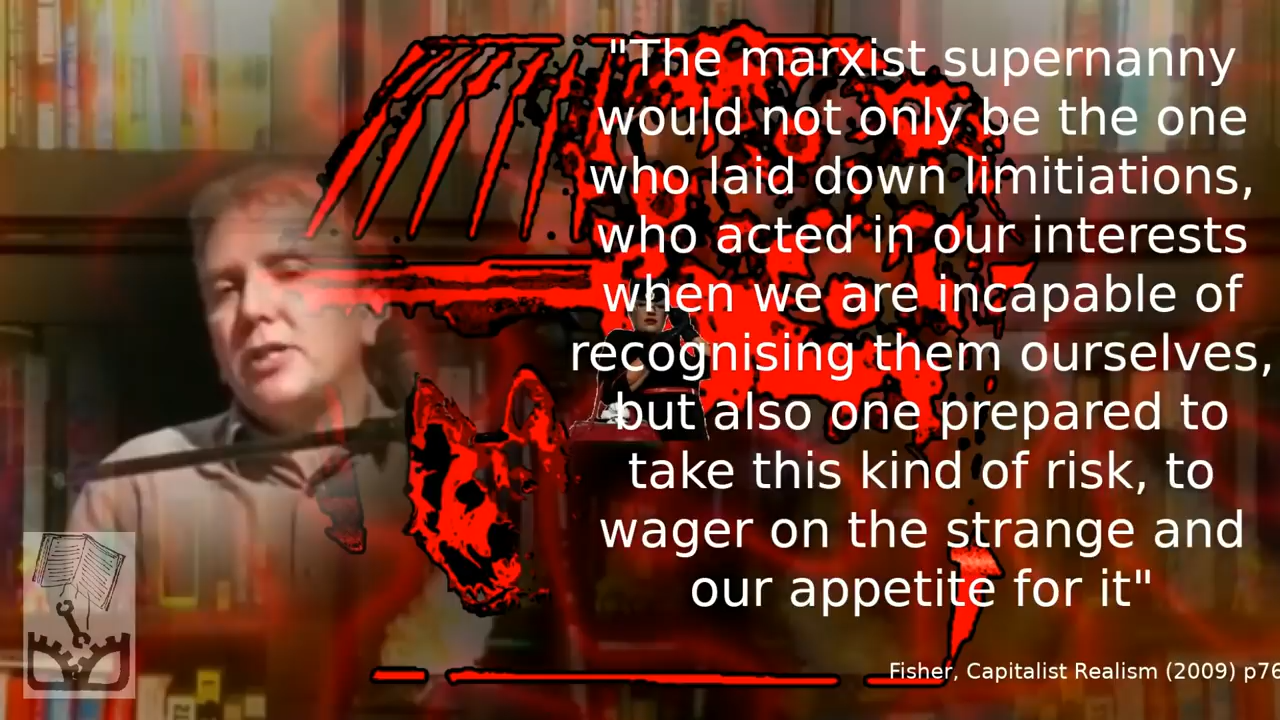 "The marxist supernanny
would not only be the one
who laid down limitiations,
who acted in our interests
when we are incapable of
recognising them ourselves,
but also one prepared to
take this kind of risk, to
wager on the strange and
our appetite for it"
Fisher, Capitalist Realism (2009) p76